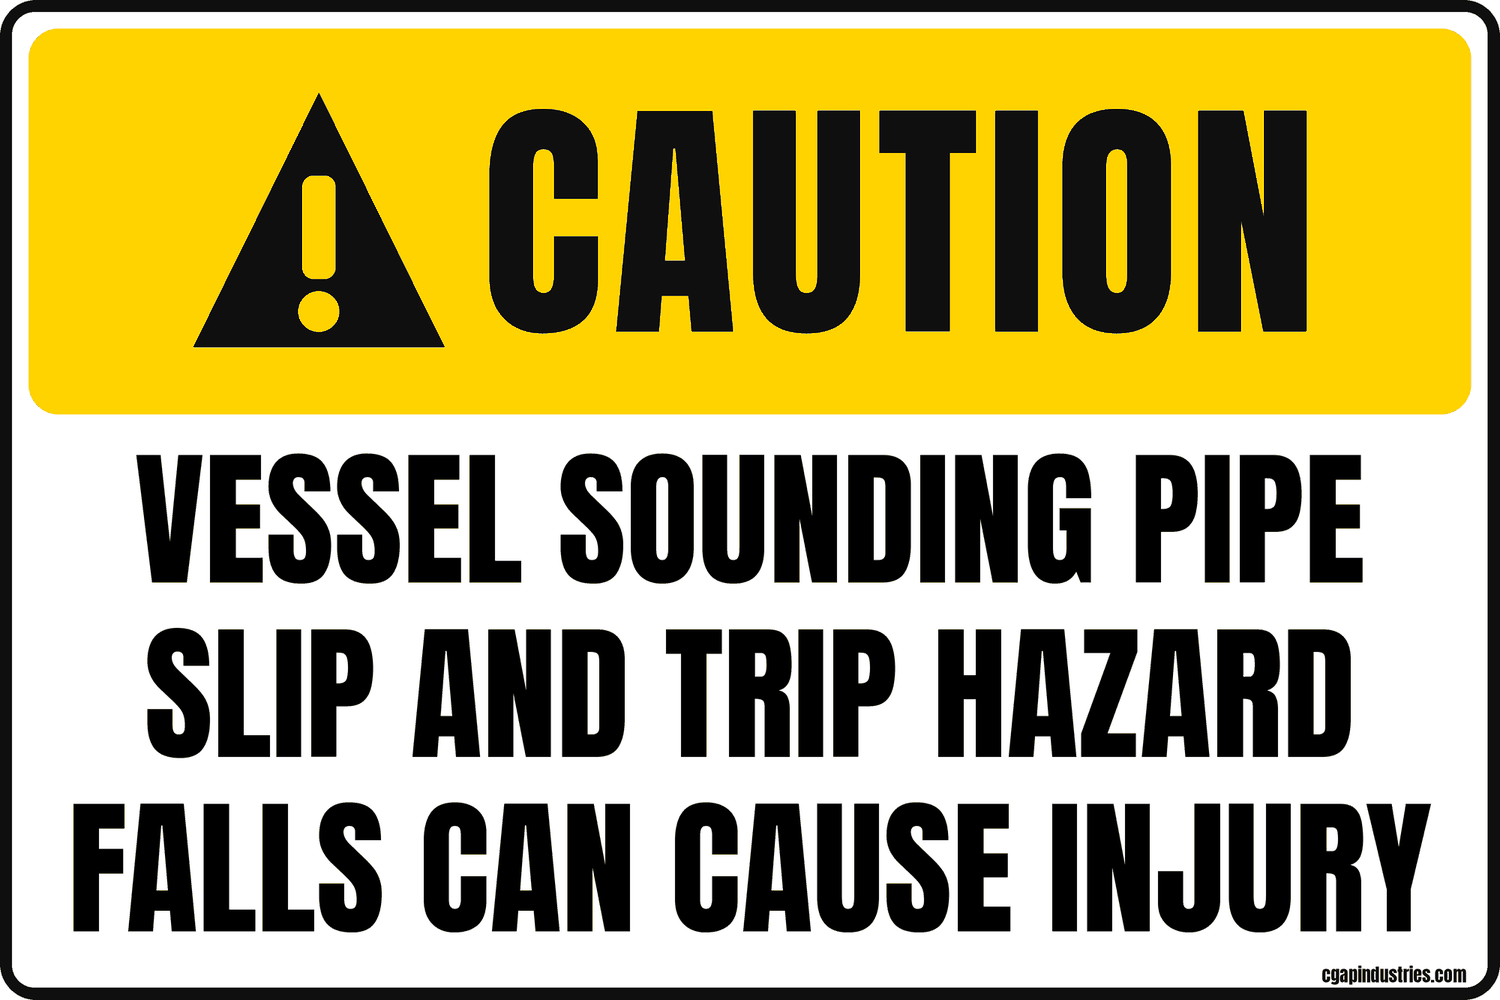 CAUTION
VESSEL SOUNDING PIPE
SLIP AND TRIP HAZARD
FALLS CAN CAUSE INJURY
cgapindustries.com